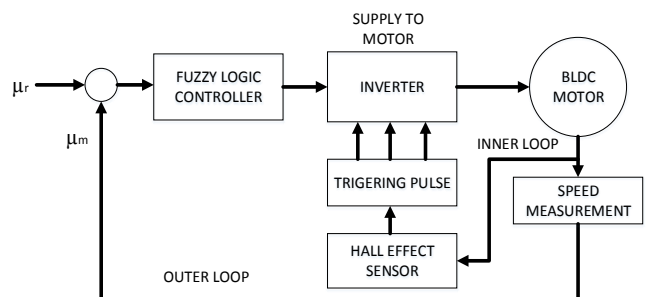 SUPPLY TO
MOTOR
FUZZY LOGIC
CONTROLLER
INVERTER
BLDC
MOTOR
μr
μm
INNER LOOP
TRIGERING PULSE
SPEED
MEASUREMENT
HALL EFFECT
SENSOR
OUTER LOOP